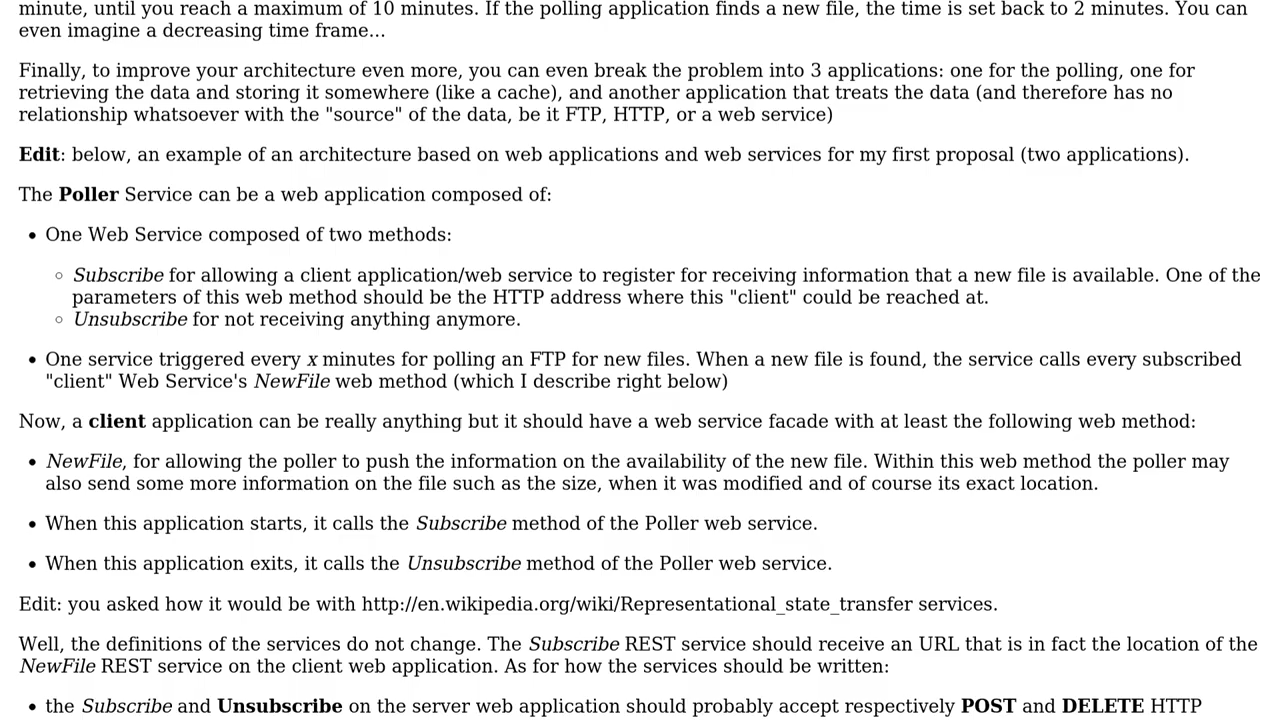 minute, until you reach a maximum of 10 minutes. If the polling application finds a new file, the time is set back to 2 minutes. You can
even imagine a decreasing time frame...
Finally, to improve your architecture even more, you can even break the problem into 3 applications: one for the polling, one for
retrieving the data and storing it somewhere (like a cache), and another application that treats the data (and therefore has no
relationship whatsoever with the "source" of the data, be it FTP, HTTP, or a web service)
Edit: below, an example of an architecture based on web applications and web services for my first proposal (two applications).
The Poller Service can be a web application composed of:
• One Web Service composed of two methods:
◦ Subscribe for allowing a client application/web service to register for receiving information that a new file is available. One of the
parameters of this web method should be the HTTP address where this "client" could be reached at.
◦ Unsubscribe for not receiving anything anymore.
• One service triggered every x minutes for polling an FTP for new files. When a new file is found, the service calls every subscribed
"client" Web Service's NewFile web method (which I describe right below)
Now, a client application can be really anything but it should have a web service facade with at least the following web method:
• NewFile, for allowing the poller to push the information on the availability of the new file. Within this web method the poller may
also send some more information on the file such as the size, when it was modified and of course its exact location.
• When this application starts, it calls the Subscribe method of the Poller web service.
• When this application exits, it calls the Unsubscribe method of the Poller web service.
Edit: you asked how it would be with http://en.wikipedia.org/wiki/Representational_state_transfer services.
Well, the definitions of the services do not change. The Subscribe REST service should receive an URL that is in fact the location of the
NewFile REST service on the client web application. As for how the services should be written:
• the Subscribe and Unsubscribe on the server web application should probably accept respectively POST and DELETE HTTP